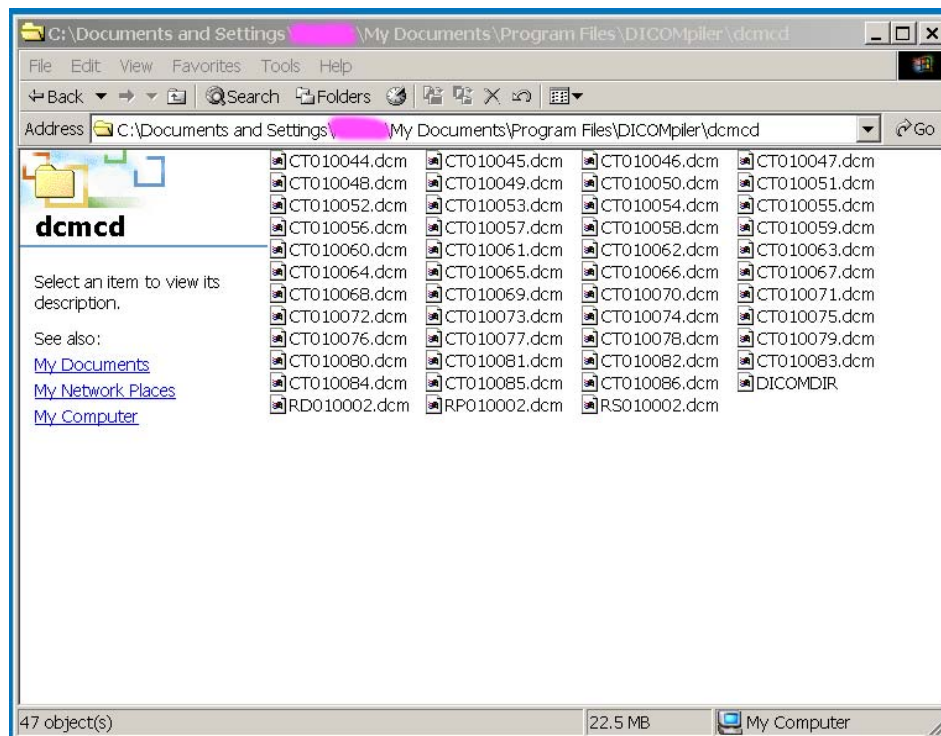 C:\Documents and Settings\ \My Documents\Program Files\DICOMpiler\dcmcd
File Edit View Favorites Tools Help
Back Search Folders
Address C:\Documents and Settings\ \My Documents\Program Files\DICOMpiler\dcmcd Go
dcmcd
Select an item to view its
description.
See also:
My Documents
My Network Places
My Computer
CT010044.dcm CT010045.dcm CT010046.dcm CT010047.dcm
CT010048.dcm CT010049.dcm CT010050.dcm CT010051.dcm
CT010052.dcm CT010053.dcm CT010054.dcm CT010055.dcm
CT010056.dcm CT010057.dcm CT010058.dcm CT010059.dcm
CT010060.dcm CT010061.dcm CT010062.dcm CT010063.dcm
CT010064.dcm CT010065.dcm CT010066.dcm CT010067.dcm
CT010068.dcm CT010069.dcm CT010070.dcm CT010071.dcm
CT010072.dcm CT010073.dcm CT010074.dcm CT010075.dcm
CT010076.dcm CT010077.dcm CT010078.dcm CT010079.dcm
CT010080.dcm CT010081.dcm CT010082.dcm CT010083.dcm
CT010084.dcm CT010085.dcm CT010086.dcm DICOMDIR
RD010002.dcm RP010002.dcm RS010002.dcm
47 object(s) 22.5 MB My Computer